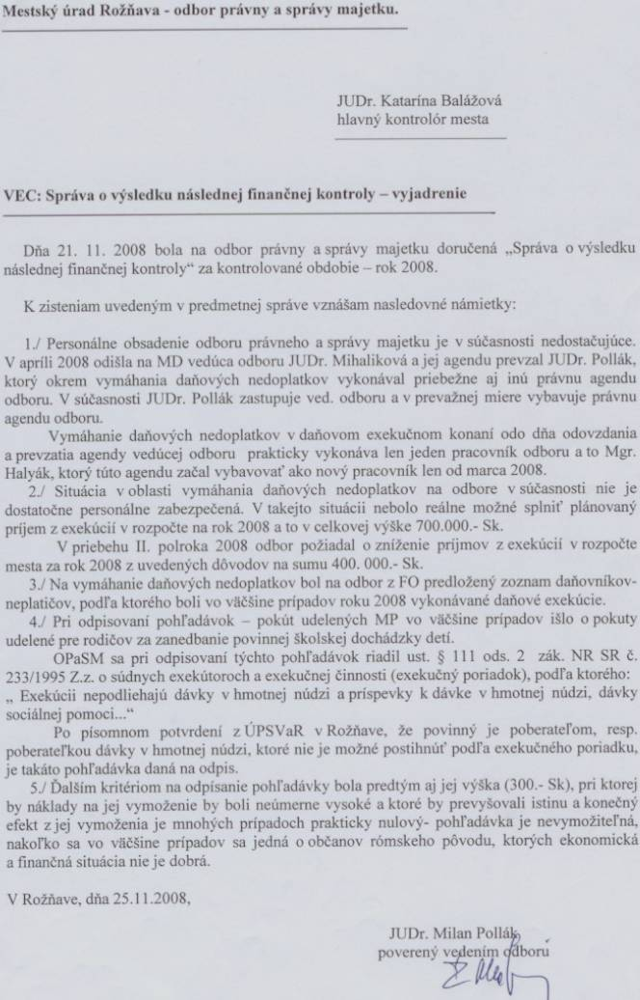 Mestský úrad Rožňava - odbor právny a správy majetku.
JUDr. Katarína Balážová
hlavný kontrolór mesta
VEC: Správa o výsledku následnej finančnej kontroly – vyjadrenie
Dňa 21. 11. 2008 bola na odbor právny a správy majetku doručená „Správa o výsledku
následnej finančnej kontroly“ za kontrolované obdobie – rok 2008.
K zisteniam uvedeným v predmetnej správe vznášam nasledovné námietky:
1./ Personálne obsadenie odboru právneho a správy majetku je v súčasnosti nedostačujúce.
V apríli 2008 odišla na MD vedúca odboru JUDr. Mihaliková a jej agendu prevzal JUDr. Pollák,
ktorý okrem vymáhania daňových nedoplatkov vykonával priebežne aj inú právnu agendu
odboru. V súčasnosti JUDr. Pollák zastupuje ved. odboru a v prevažnej miere vybavuje právnu
agendu odboru.
Vymáhanie daňových nedoplatkov v daňovom exekučnom konaní odo dňa odovzdania
a prevzatia agendy vedúcej odboru prakticky vykonáva len jeden pracovník odboru a to Mgr.
Halyák, ktorý túto agendu začal vybavovať ako nový pracovník len od marca 2008.
2./ Situácia v oblasti vymáhania daňových nedoplatkov na odbore v súčasnosti nie je
dostatočne personálne zabezpečená. V takejto situácii nebolo reálne možné splniť plánovaný
príjem z exekúcií v rozpočte na rok 2008 a to v celkovej výške 700.000.- Sk.
V priebehu II. polroka 2008 odbor požiadal o zníženie príjmov z exekúcií v rozpočte
mesta za rok 2008 z uvedených dôvodov na sumu 400. 000.- Sk.
3./ Na vymáhanie daňových nedoplatkov bol na odbor z FO predložený zoznam daňovníkov-
neplatičov, podľa ktorého boli vo väčšine prípadov roku 2008 vykonávané daňové exekúcie.
4./ Pri odpisovaní pohľadávok – pokút udelených MP vo väčšine prípadov išlo o pokuty
udelené pre rodičov za zanedbanie povinnej školskej dochádzky detí.
OPaSM sa pri odpisovaní týchto pohľadávok riadil ust. § 111 ods. 2 zák. NR SR č.
233/1995 Z.z. o súdnych exekútoroch a exekučnej činnosti (exekučný poriadok), podľa ktorého:
„ Exekúcii nepodliehajú dávky v hmotnej núdzi a príspevky k dávke v hmotnej núdzi, dávky
sociálnej pomoci...“
Po písomnom potvrdení z ÚPSVaR v Rožňave, že povinný je poberateľom, resp.
poberateľkou dávky v hmotnej núdzi, ktoré nie je možné postihnúť podľa exekučného poriadku,
je takáto pohľadávka daná na odpis.
5./ Ďalším kritériom na odpísanie pohľadávky bola predtým aj jej výška (300.- Sk), pri ktorej
by náklady na jej vymoženie by boli neúmerne vysoké a ktoré by prevyšovali istinu a konečný
efekt z jej vymoženia je mnohých prípadoch prakticky nulový- pohľadávka je nevymožiteľná,
nakoľko sa vo väčšine prípadov sa jedná o občanov rómskeho pôvodu, ktorých ekonomická
a finančná situácia nie je dobrá.
V Rožňave, dňa 25.11.2008,
JUDr. Milan Pollák,
poverený vedením odboru